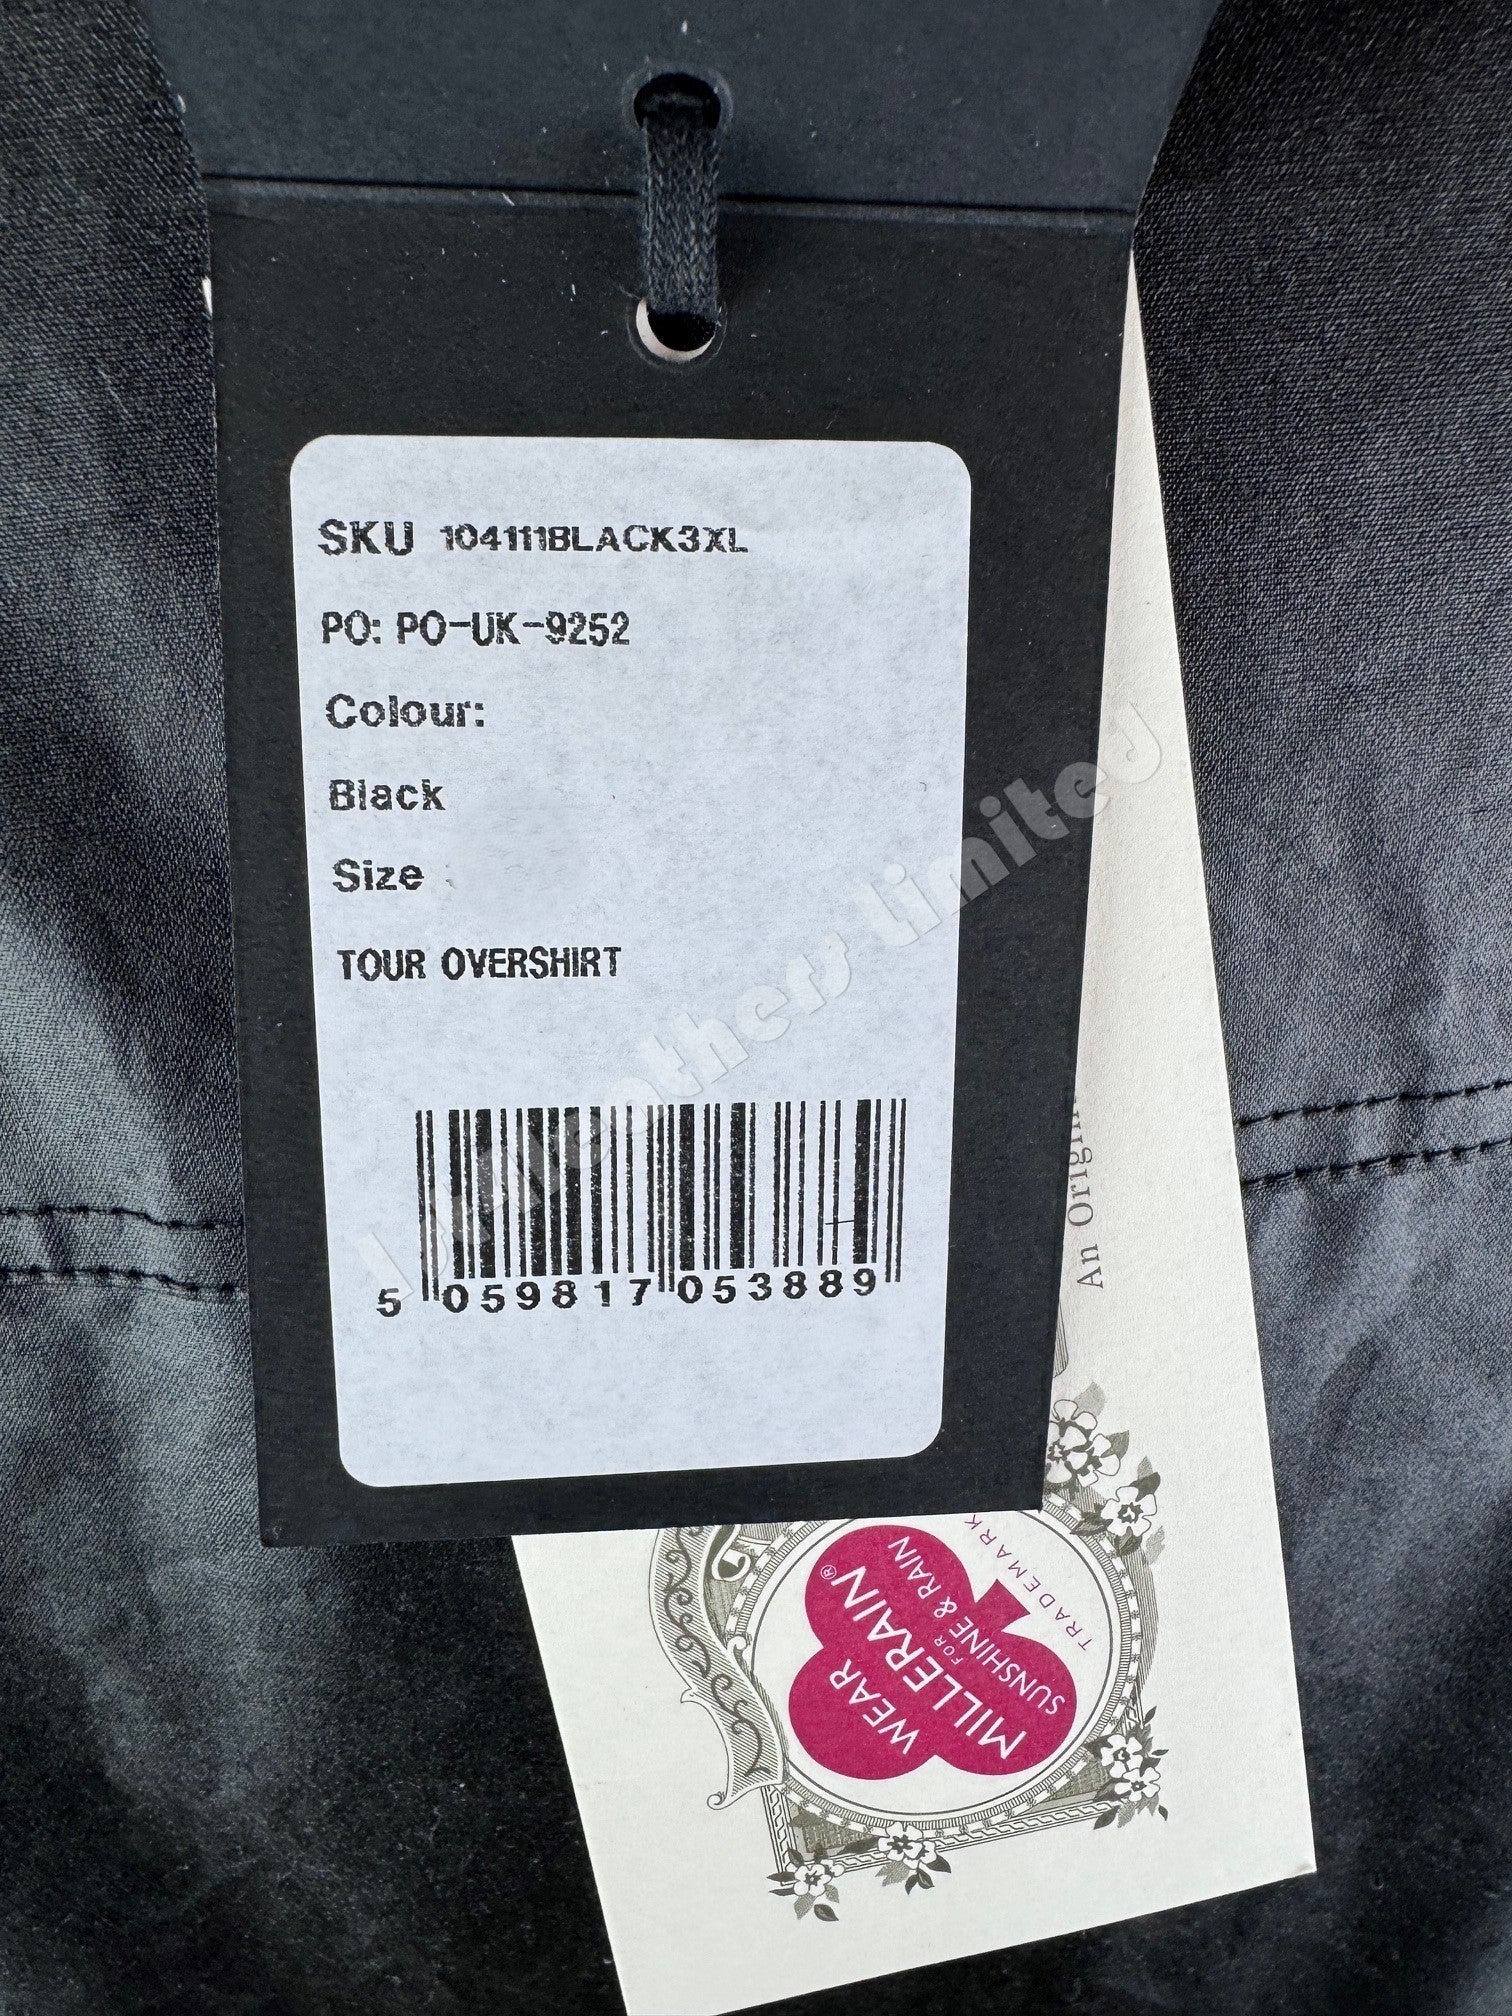 SKU 104111BLACK3XL
PO: PO-UK-9252
Colour:
Black
Size
TOUR OVERSHIRT
5 059817 053889
An Origin
WEAR
MILLERAIN®
FOR
SUNSHINE & RAIN
TRADEMARK